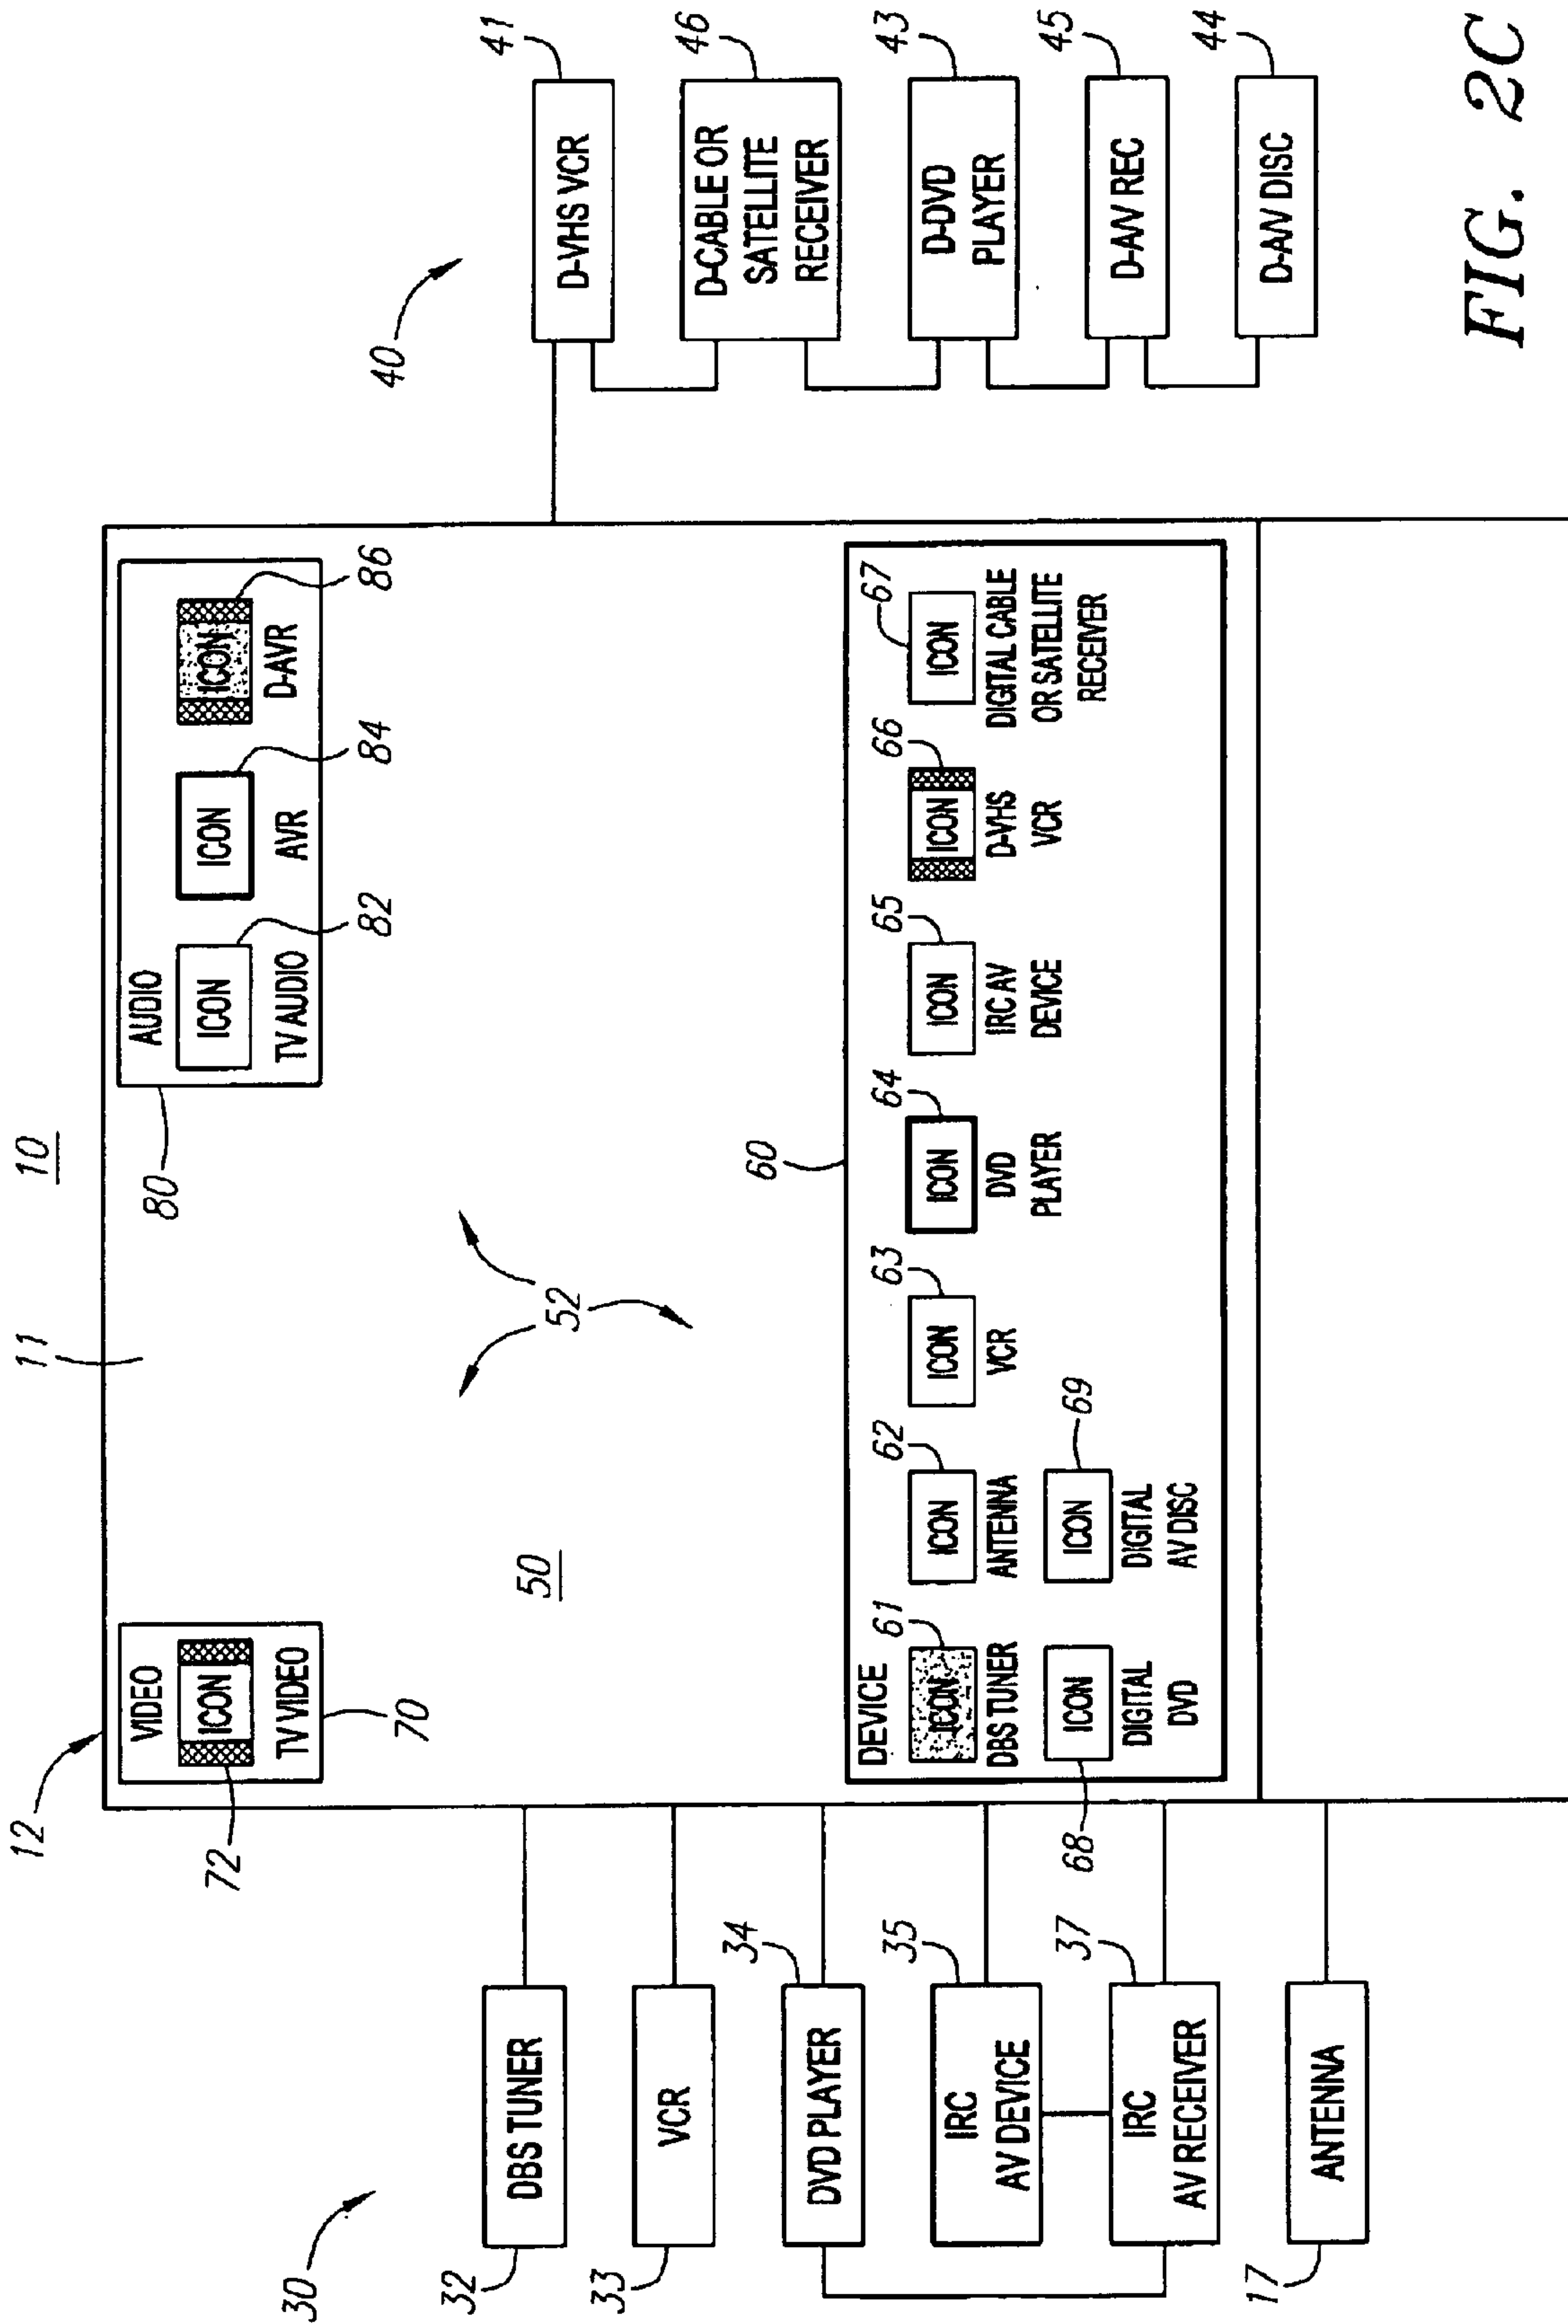 10
11
12
VIDEO
ICON
TV VIDEO
72
70
80
AUDIO
ICON
ICON
ICON
TV AUDIO
AVR
D-AVR
82
84
86
50
52
60
DEVICE
61
62
63
64
65
66
67
ICON
ICON
ICON
ICON
ICON
ICON
ICON
DBS TUNER
ANTENNA
VCR
DVD
PLAYER
IRC AV
DEVICE
D-VHS
VCR
DIGITAL CABLE
OR SATELLITE
RECEIVER
68
ICON
DIGITAL
DVD
69
ICON
DIGITAL
AV DISC
30
32
DBS TUNER
33
VCR
34
DVD PLAYER
35
IRC
AV DEVICE
37
IRC
AV RECEIVER
17
ANTENNA
40
41
D-VHS VCR
46
D-CABLE OR
SATELLITE
RECEIVER
43
D-DVD
PLAYER
45
D-A/V REC
44
D-A/V DISC
FIG. 2C